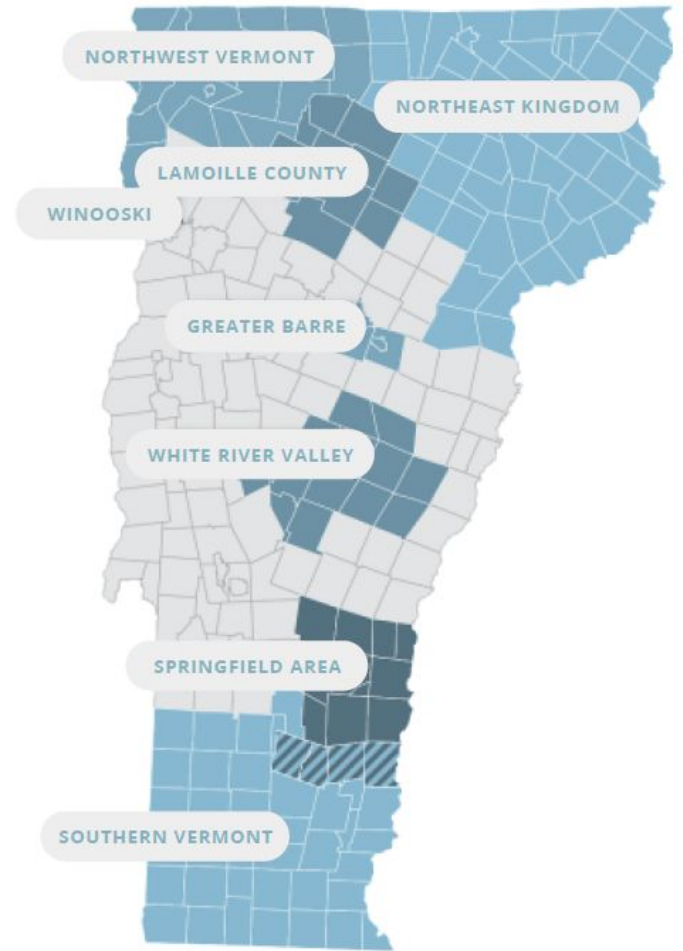 NORTHWEST VERMONT
NORTHEAST KINGDOM
LAMOILLE COUNTY
WINOOSKI
GREATER BARRE
WHITE RIVER VALLEY
SPRINGFIELD AREA
SOUTHERN VERMONT